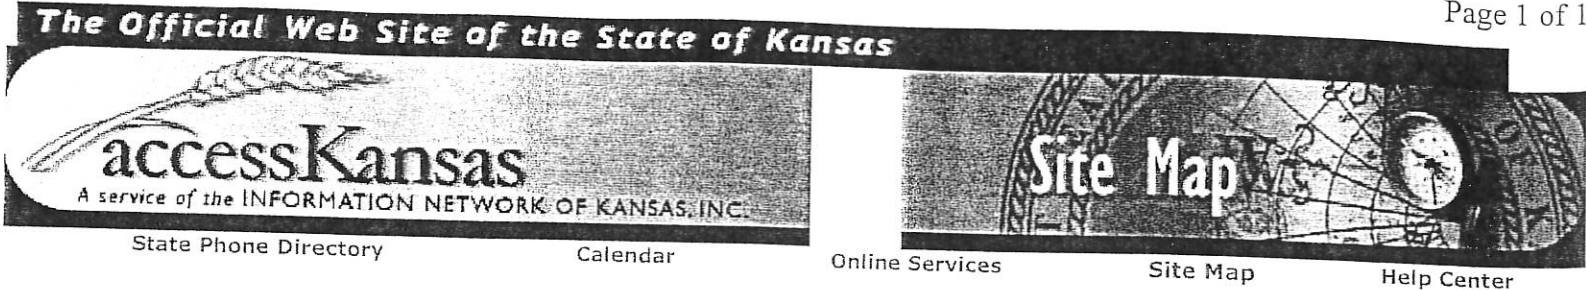 Page 1 of 1
The Official Web Site of the State of Kansas
accessKansas
A service of the INFORMATION NETWORK OF KANSAS, INC.
Site Map
State Phone Directory Calendar Online Services Site Map Help Center